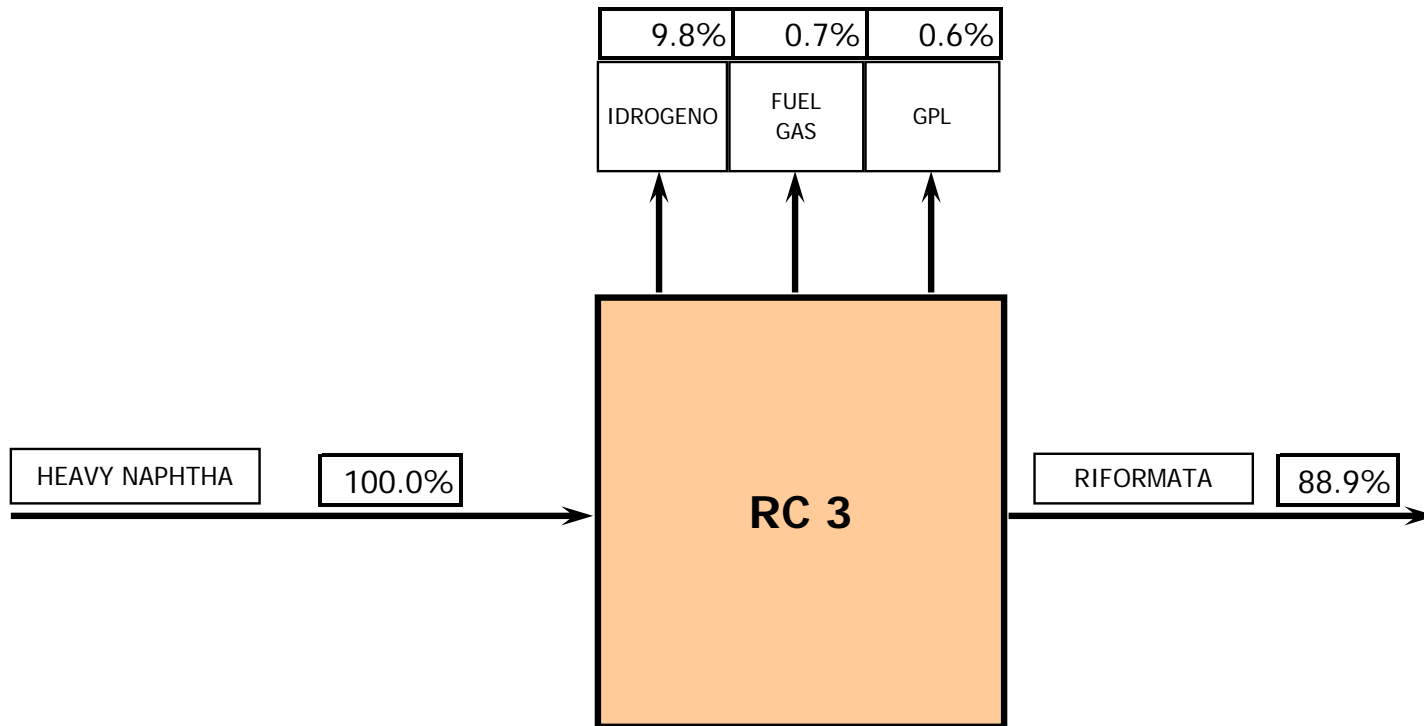 9.8% 0.7% 0.6%
IDROGENO
FUEL
GAS
GPL
HEAVY NAPHTHA
100.0%
RC 3
RIFORMATA
88.9%